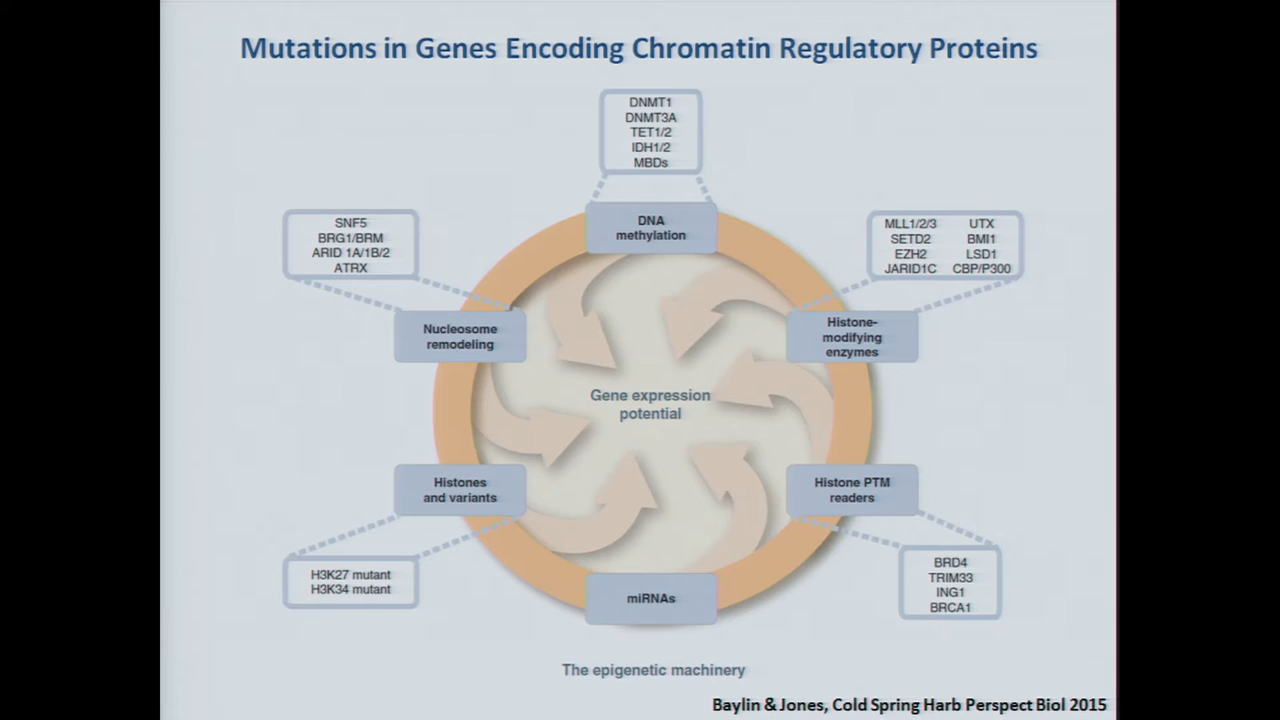 Mutations in Genes Encoding Chromatin Regulatory Proteins
DNMT1
DNMT3A
TET1/2
IDH1/2
MBDs
DNA
methylation
SNF5
BRG1/BRM
ARID 1A/1B/2
ATRX
Nucleosome
remodeling
MLL1/2/3 UTX
SETD2 BMI1
EZH2 LSD1
JARID1C CBP/P300
Histone-
modifying
enzymes
Gene expression
potential
Histones
and variants
H3K27 mutant
H3K34 mutant
Histone PTM
readers
BRD4
TRIM33
ING1
BRCA1
miRNAs
The epigenetic machinery
Baylin & Jones, Cold Spring Harb Perspect Biol 2015